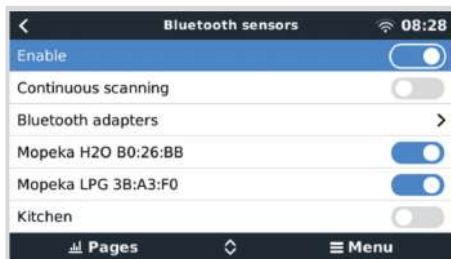 Bluetooth sensors 08:28
Enable
Continuous scanning
Bluetooth adapters
Mopeka H2O B0:26:BB
Mopeka LPG 3B:A3:F0
Kitchen
Pages Menu